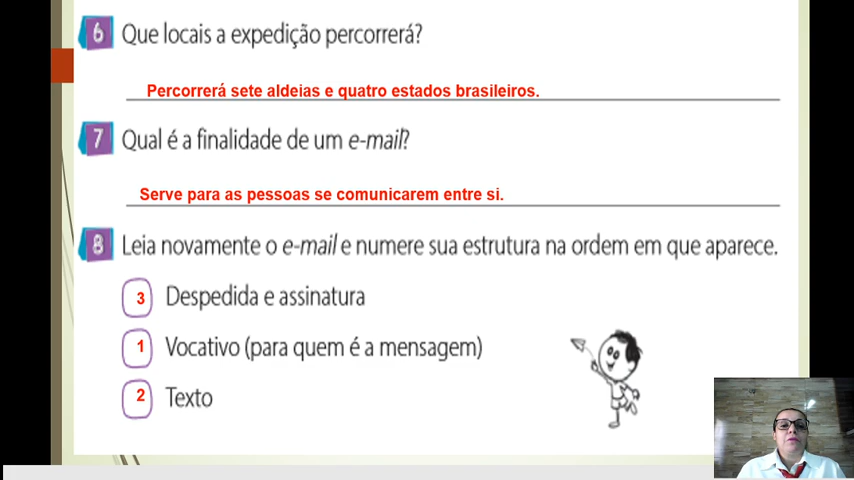 6 Que locais a expedição percorrerá?
Percorrerá sete aldeias e quatro estados brasileiros.
7 Qual é a finalidade de um e-mail?
Serve para as pessoas se comunicarem entre si.
8 Leia novamente o e-mail e numere sua estrutura na ordem em que aparece.
3 Despedida e assinatura
1 Vocativo (para quem é a mensagem)
2 Texto